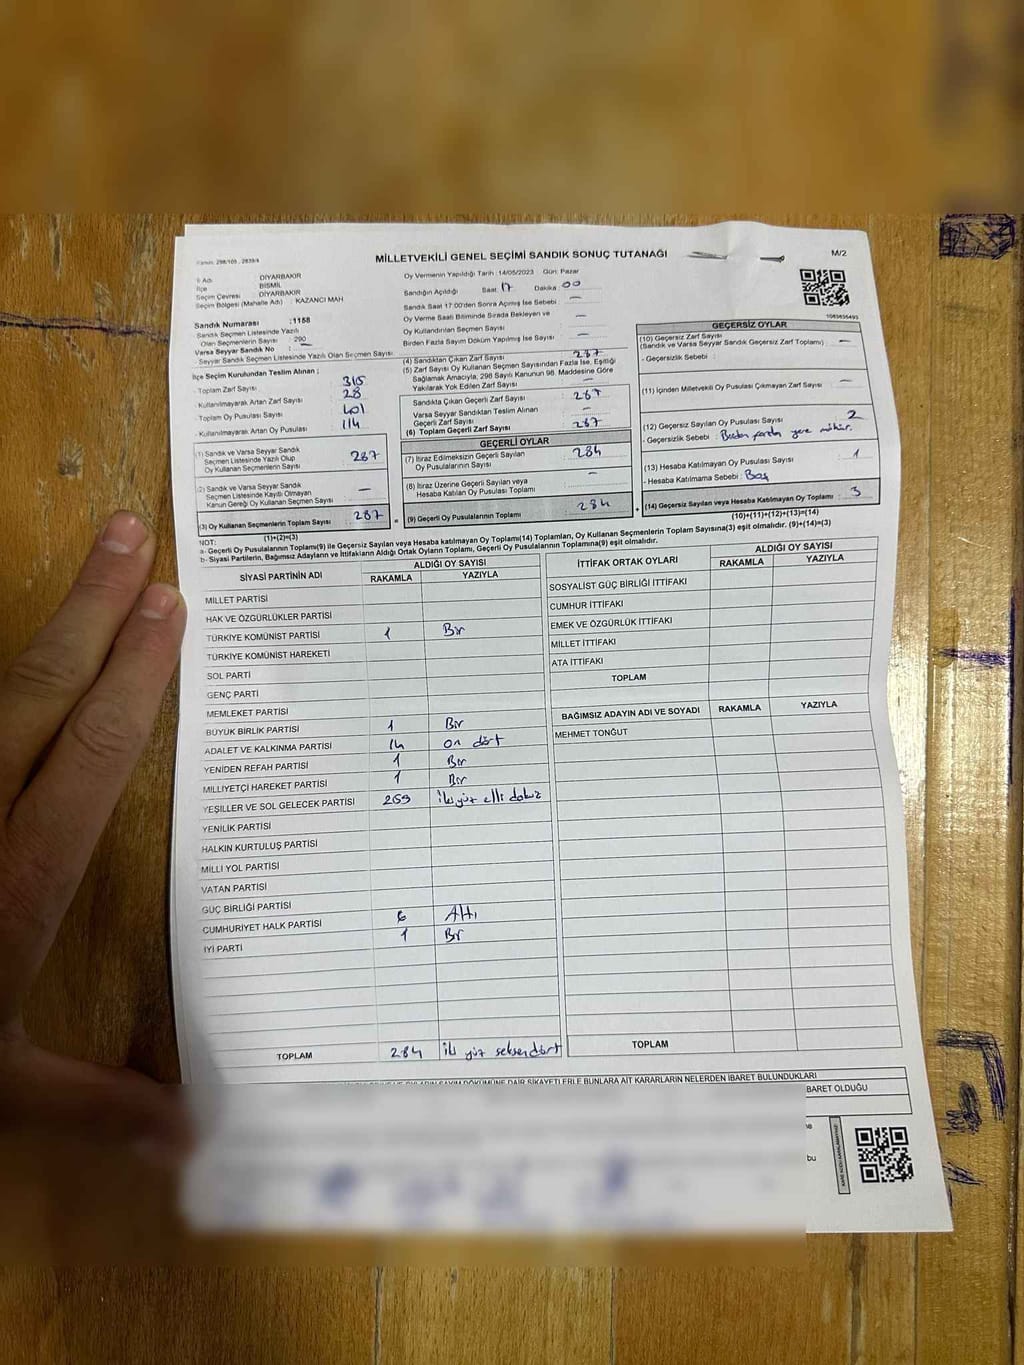 MİLLETVEKİLİ GENEL SEÇİMİ SANDIK SONUÇ TUTANAĞI
M/2
İl Adı : DİYARBAKIR
İlçe : BİSMİL
Seçim Çevresi : DİYARBAKIR
Seçim Bölgesi (Mahalle Adı) : KAZANCI MAH
Sandık Numarası : 1158
Sandık Seçmen Listesinde Yazılı
Olan Seçmenlerin Sayısı : 290
Varsa Seyyar Sandık No : —
Seyyar Sandık Seçmen Listesinde Yazılı Olan Seçmen Sayısı
İlçe Seçim Kurulundan Teslim Alınan ;
- Toplam Zarf Sayısı : 315
- Kullanılmayarak Artan Zarf Sayısı : 28
- Toplam Oy Pusulası Sayısı : 401
- Kullanılmayarak Artan Oy Pusulası : 114
(1) Sandık ve Varsa Seyyar Sandık
Seçmen Listesinde Yazılı Olup
Oy Kullanan Seçmenlerin Sayısı : 287
(2) Sandık ve Varsa Seyyar Sandık
Seçmen Listesinde Kayıtlı Olmayan
Kanun Gereği Oy Kullanan Seçmen Sayısı : —
(3) Oy Kullanan Seçmenlerin Toplam Sayısı : 287
(1)+(2)=(3)
Oy Vermenin Yapıldığı Tarih : 14/05/2023 Gün: Pazar
Sandığın Açıldığı Saat 17 Dakika 00
Sandık Saat 17:00'den Sonra Açılmış İse Sebebi : —
Oy Verme Saati Bitiminde Sırada Bekleyen ve
Oy Kullandırılan Seçmen Sayısı : —
Birden Fazla Sayım Döküm Yapılmış İse Sayısı : —
(4) Sandıktan Çıkan Zarf Sayısı : 287
(5) Zarf Sayısı Oy Kullanan Seçmen Sayısından Fazla İse, Eşitliği
Sağlamak Amacıyla, 298 Sayılı Kanunun 98. Maddesine Göre
Yakılarak Yok Edilen Zarf Sayısı : —
Sandıkta Çıkan Geçerli Zarf Sayısı : 287
Varsa Seyyar Sandıktan Teslim Alınan
Geçerli Zarf Sayısı : —
(6) Toplam Geçerli Zarf Sayısı : 287
GEÇERLİ OYLAR
(7) İtiraz Edilmeksizin Geçerli Sayılan
Oy Pusulalarının Sayısı : 284
(8) İtiraz Üzerine Geçerli Sayılan veya
Hesaba Katılan Oy Pusulası Toplamı : —
(9) Geçerli Oy Pusulalarının Toplamı : 284
GEÇERSİZ OYLAR
(10) Geçersiz Zarf Sayısı
(Sandık ve Varsa Seyyar Sandık Geçersiz Zarf Toplamı) : —
- Geçersizlik Sebebi :
(11) İçinden Milletvekili Oy Pusulası Çıkmayan Zarf Sayısı : —
(12) Geçersiz Sayılan Oy Pusulası Sayısı : 2
- Geçersizlik Sebebi : Birden yere mühür.
(13) Hesaba Katılmayan Oy Pusulası Sayısı : 1
- Hesaba Katılmama Sebebi : Boş
(14) Geçersiz Sayılan veya Hesaba Katılmayan Oy Toplamı : 3
(10)+(11)+(12)+(13)=(14)
NOT:
a- Geçerli Oy Pusulalarının Toplamı(9) ile Geçersiz Sayılan veya Hesaba katılmayan Oy Toplamı(14) Toplamları, Oy Kullanan Seçmenlerin Toplam Sayısına(3) eşit olmalıdır. (9)+(14)=(3)
b- Siyasi Partilerin, Bağımsız Adayların ve İttifakların Aldığı Ortak Oyların Toplamı, Geçerli Oy Pusulalarının Toplamına(9) eşit olmalıdır.
SİYASİ PARTİNİN ADI ALDIĞI OY SAYISI
RAKAMLA YAZIYLA
MİLLET PARTİSİ
HAK VE ÖZGÜRLÜKLER PARTİSİ
TÜRKİYE KOMÜNİST PARTİSİ 1 Bir
TÜRKİYE KOMÜNİST HAREKETİ
SOL PARTİ
GENÇ PARTİ
MEMLEKET PARTİSİ
BÜYÜK BİRLİK PARTİSİ 1 Bir
ADALET VE KALKINMA PARTİSİ 14 on dört
YENİDEN REFAH PARTİSİ 1 Bir
MİLLİYETÇİ HAREKET PARTİSİ 1 Bir
YEŞİLLER VE SOL GELECEK PARTİSİ 259 iki yüz elli dokuz
YENİLİK PARTİSİ
HALKIN KURTULUŞ PARTİSİ
MİLLİ YOL PARTİSİ
VATAN PARTİSİ
GÜÇ BİRLİĞİ PARTİSİ
CUMHURİYET HALK PARTİSİ 6 Altı
İYİ PARTİ 1 Bir
TOPLAM 284 iki yüz seksendört
İTTİFAK ORTAK OYLARI ALDIĞI OY SAYISI
RAKAMLA YAZIYLA
SOSYALİST GÜÇ BİRLİĞİ İTTİFAKI
CUMHUR İTTİFAKI
EMEK VE ÖZGÜRLÜK İTTİFAKI
MİLLET İTTİFAKI
ATA İTTİFAKI
TOPLAM
BAĞIMSIZ ADAYIN ADI VE SOYADI RAKAMLA YAZIYLA
MEHMET TONĞUT
TOPLAM
SAYIM DÖKÜMÜNE DAİR ŞİKAYETLERLE BUNLARA AİT KARARLARIN NELERDEN İBARET BULUNDUKLARI
BARET OLDUĞU
bu